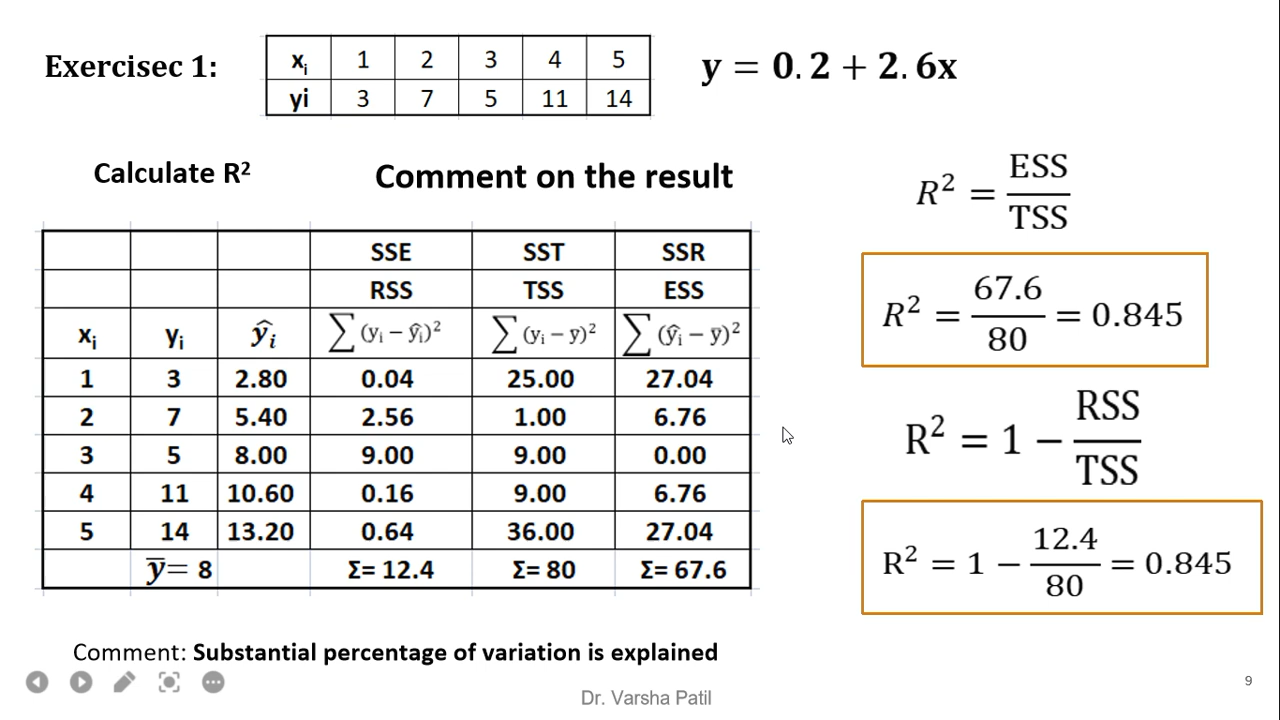 Exercisec 1:
xi 1 2 3 4 5
yi 3 7 5 11 14
y = 0.2 + 2.6x
Calculate R²
Comment on the result
SSE SST SSR
RSS TSS ESS
xi yi ŷi ∑(yi − ŷi)² ∑(yi − ȳ)² ∑(ŷi − ȳ)²
1 3 2.80 0.04 25.00 27.04
2 7 5.40 2.56 1.00 6.76
3 5 8.00 9.00 9.00 0.00
4 11 10.60 0.16 9.00 6.76
5 14 13.20 0.64 36.00 27.04
ȳ= 8 Σ= 12.4 Σ= 80 Σ= 67.6
R² = ESS/TSS
R² = 67.6/80 = 0.845
R² = 1 − RSS/TSS
R² = 1 − 12.4/80 = 0.845
Comment: Substantial percentage of variation is explained
Dr. Varsha Patil
9